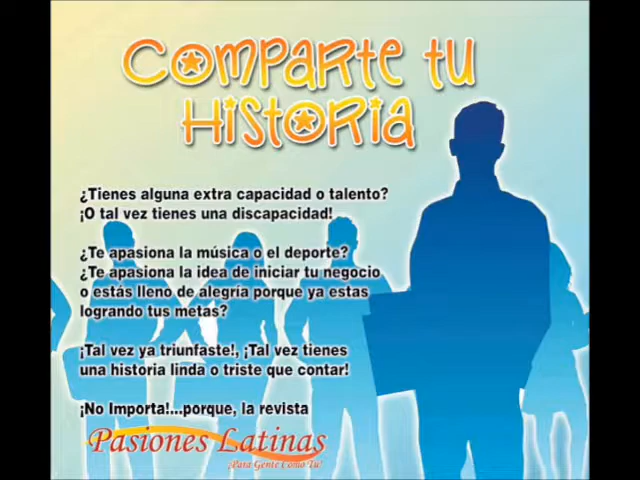 Comparte tu
Historia
¿Tienes alguna extra capacidad o talento?
¡O tal vez tienes una discapacidad!
¿Te apasiona la música o el deporte?
¿Te apasiona la idea de iniciar tu negocio
o estás lleno de alegría porque ya estas
logrando tus metas?
¡Tal vez ya triunfaste!, ¡Tal vez tienes
una historia linda o triste que contar!
¡No Importa!...porque, la revista
Pasiones Latinas
¡Para Gente Como Tu!